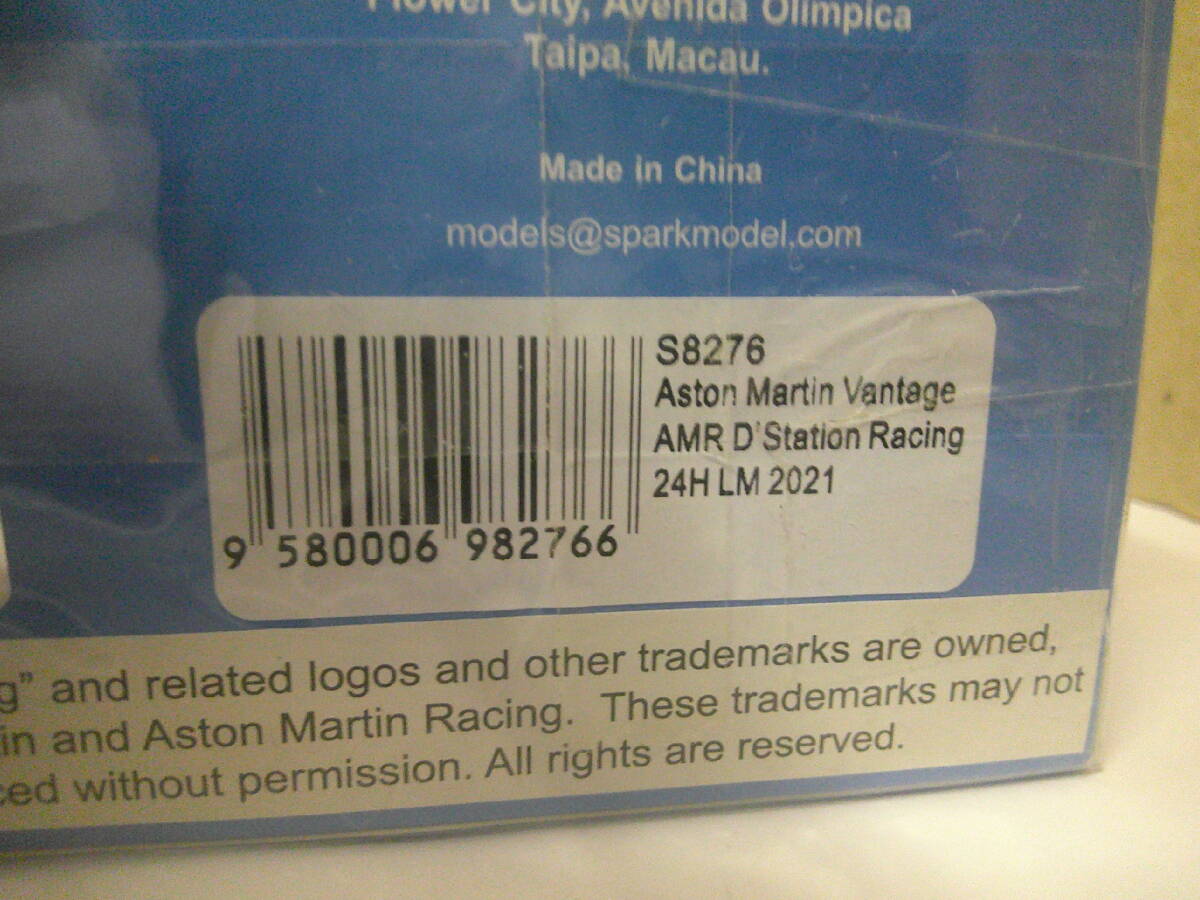 Flower City, Avenida Olimpica
Taipa, Macau.
Made in China
models@sparkmodel.com
S8276
Aston Martin Vantage
AMR D'Station Racing
24H LM 2021
9 580006 982766
g” and related logos and other trademarks are owned,
in and Aston Martin Racing. These trademarks may not
ced without permission. All rights are reserved.